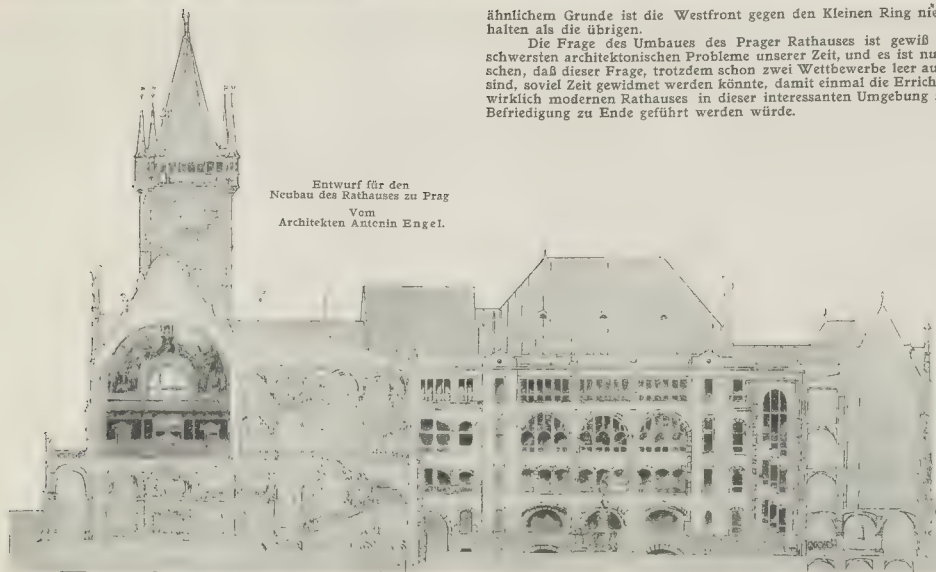 ähnlichem Grunde ist die Westfront gegen den Kleinen Ring
halten als die übrigen.
Die Frage des Umbaues des Prager Rathauses ist gewiß
schwersten architektonischen Probleme unserer Zeit, und es ist
schen, daß dieser Frage, trotzdem schon zwei Wettbewerbe leer
sind, soviel Zeit gewidmet werden könnte, damit einmal die
wirklich modernen Rathauses in dieser interessanten Umgebung
Befriedigung zu Ende geführt werden würde.
Entwurf für den
Neubau des Rathauses zu Prag
Vom
Architekten Antonin Engel.